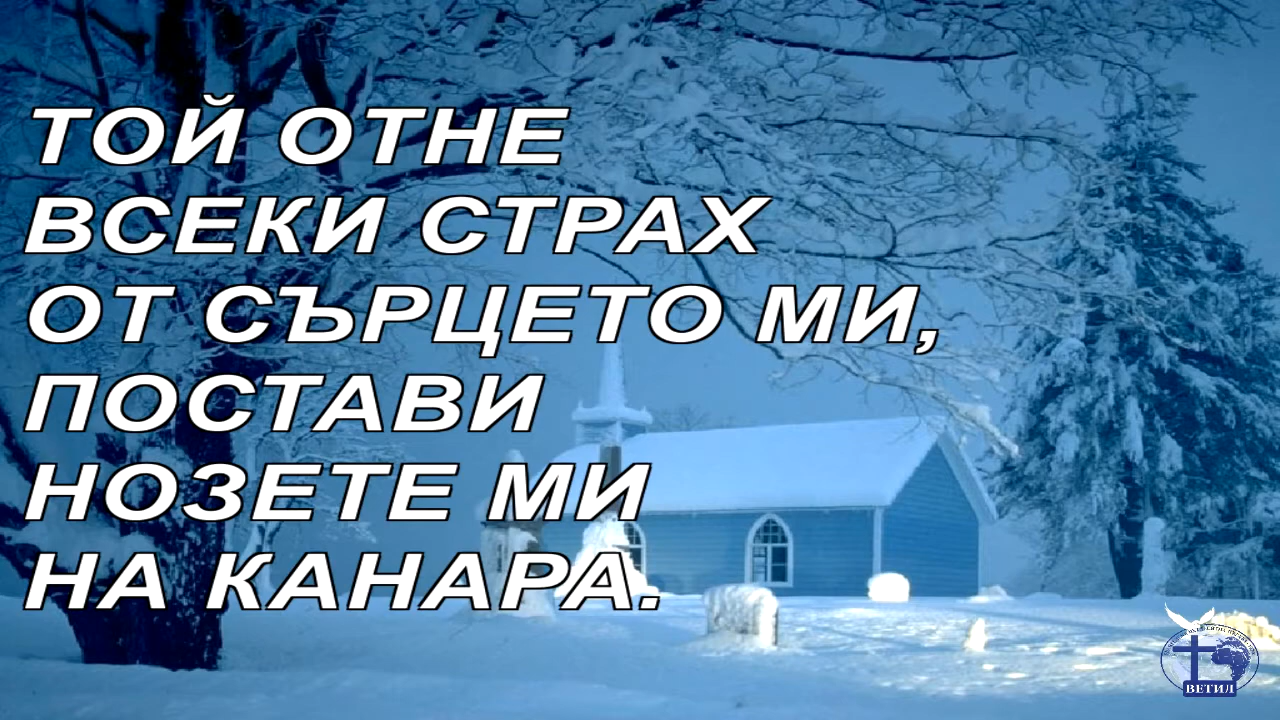 ТОЙ ОТНЕ
ВСЕКИ СТРАХ
ОТ СЪРЦЕТО МИ,
ПОСТАВИ
НОЗЕТЕ МИ
НА КАНАРА.
ВЕТИЛ